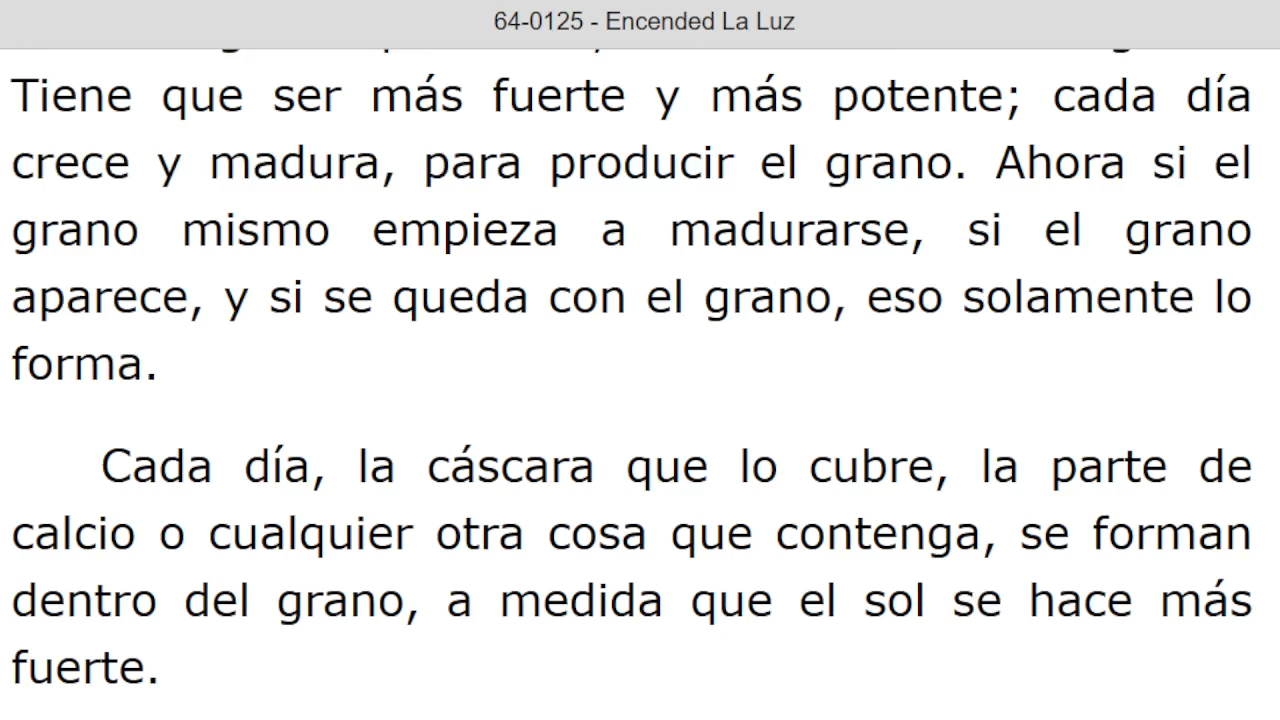 64-0125 - Encended La Luz
Tiene que ser más fuerte y más potente; cada día
crece y madura, para producir el grano. Ahora si el
grano mismo empieza a madurarse, si el grano
aparece, y si se queda con el grano, eso solamente lo
forma.
Cada día, la cáscara que lo cubre, la parte de
calcio o cualquier otra cosa que contenga, se forman
dentro del grano, a medida que el sol se hace más
fuerte.